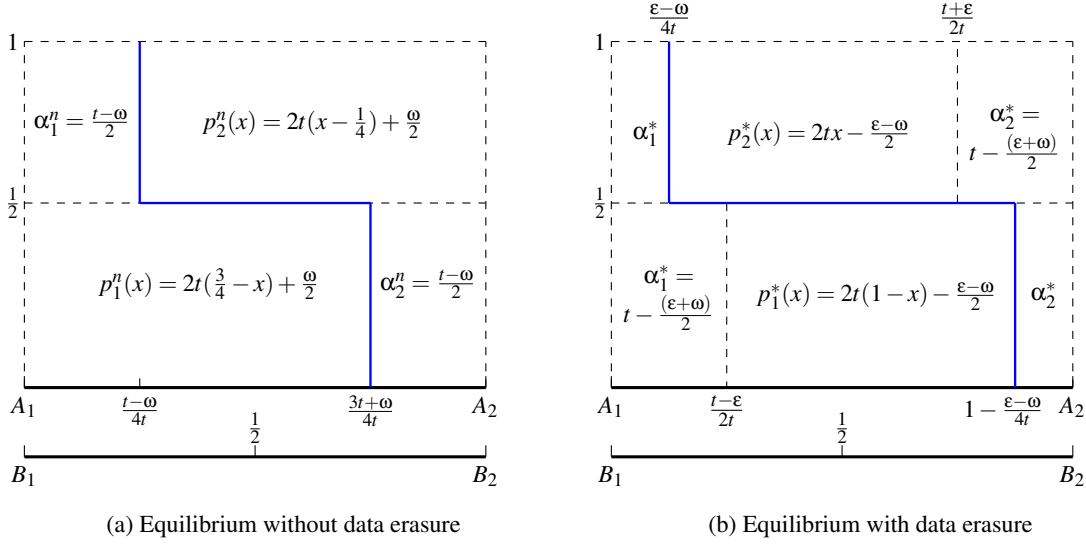 ε−ω/4t
t+ε/2t
1
α₁ⁿ = t−ω/2
p₂ⁿ(x) = 2t(x − 1/4) + ω/2
1
α₁*
p₂*(x) = 2tx − ε−ω/2
α₂* =
t − (ε+ω)/2
1/2
1/2
p₁ⁿ(x) = 2t(3/4 − x) + ω/2
α₂ⁿ = t−ω/2
α₁* =
t − (ε+ω)/2
p₁*(x) = 2t(1 − x) − ε−ω/2
α₂*
A₁
t−ω/4t
3t+ω/4t
A₂
A₁
t−ε/2t
1 − ε−ω/4t
A₂
1/2
1/2
B₁
B₂
B₁
B₂
(a) Equilibrium without data erasure
(b) Equilibrium with data erasure